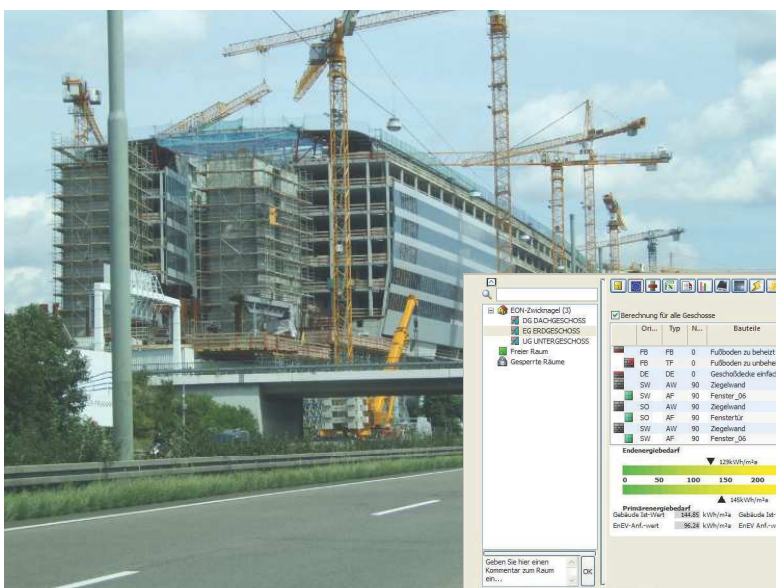 EON-Zwicknagel (3)
DG DACHGESCHOSS
EG ERDGESCHOSS
UG UNTERGESCHOSS
Freier Raum
Gesperrte Räume
Geben Sie hier einen
Kommentar zum Raum
ein...
OK
Berechnung für alle Geschosse
Ori... Typ N... Bauteile
FB FB 0 Fußboden zu beheizt
FB TF 0 Fußboden zu unbehe
DE DE 0 Geschoßdecke einfac
SW AW 90 Ziegelwand
SW AF 90 Fenster_06
SO AW 90 Ziegelwand
SO AF 90 Fenstertür
SW AW 90 Ziegelwand
SW AF 90 Fenster_06
Endenergiebedarf
129kWh/m²a
0 50 100 150 200
145kWh/m²a
Primärenergiebedarf
Gebäude Ist-Wert 144.85 kWh/m²a Gebäude Ist-
EnEV-Anf.-wert 96.24 kWh/m²a EnEV Anf.-w